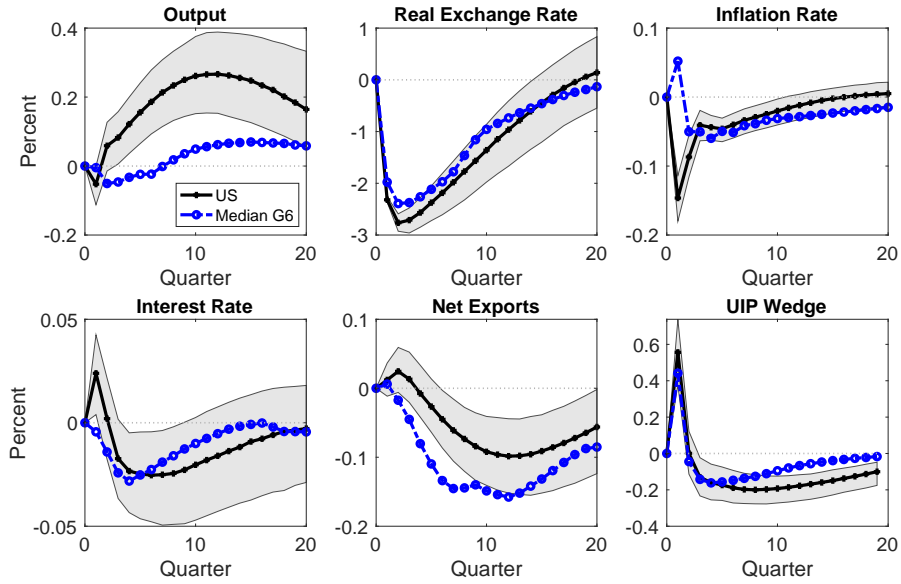 Output
0.4
0.2
0
-0.2
Percent
US
Median G6
0 10 20
Quarter
Real Exchange Rate
1
0
-1
-2
-3
0 10 20
Quarter
Inflation Rate
0.1
0
-0.1
-0.2
0 10 20
Quarter
Interest Rate
0.05
0
-0.05
Percent
0 10 20
Quarter
Net Exports
0.1
0
-0.1
-0.2
0 10 20
Quarter
UIP Wedge
0.6
0.4
0.2
0
-0.2
-0.4
0 10 20
Quarter